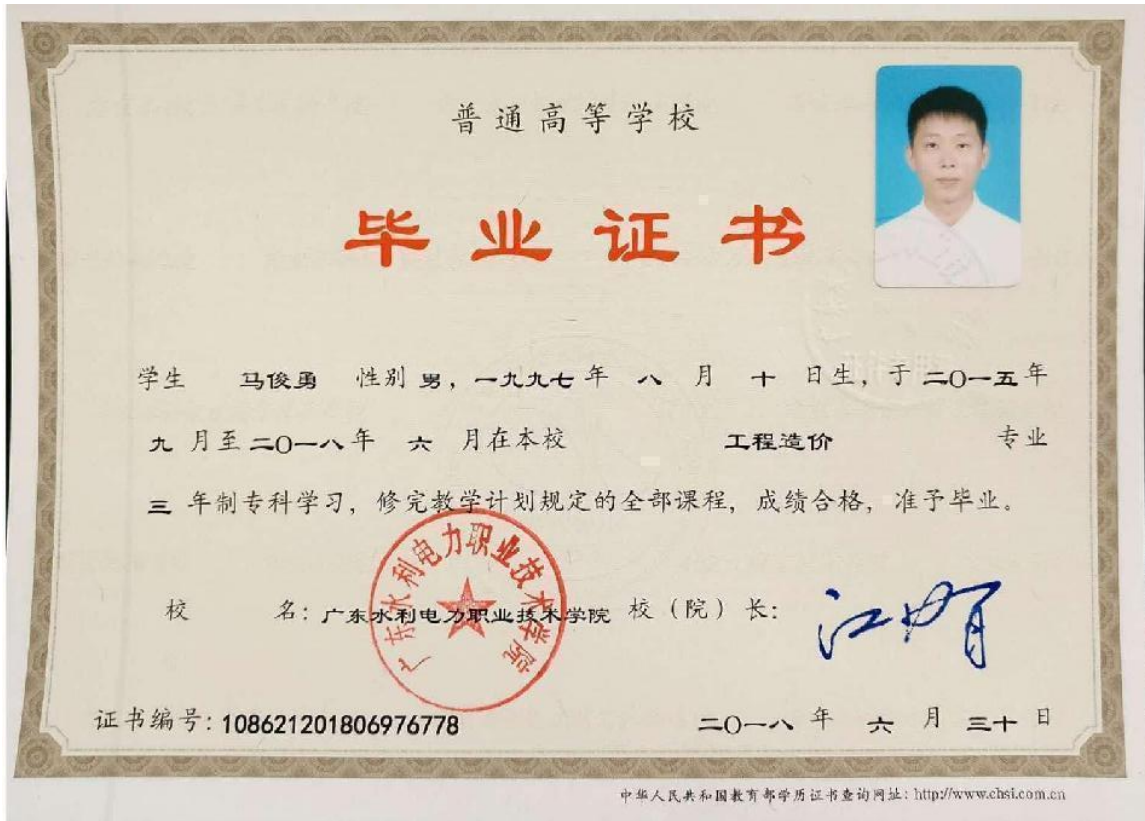 普通高等学校
毕业证书
学生 马俊勇 性别 男，一九九七年 八 月 十 日生，于二〇一五年
九 月至二〇一八年 六 月在本校 工程造价 专业
三 年制专科学习，修完教学计划规定的全部课程，成绩合格，准予毕业。
广东水利电力职业技术学院
校 名：广东水利电力职业技术学院 校（院）长：
证书编号：108621201806976778 二〇一八 年 六 月 三十 日
中华人民共和国教育部学历证书查询网址：http://www.chsi.com.cn